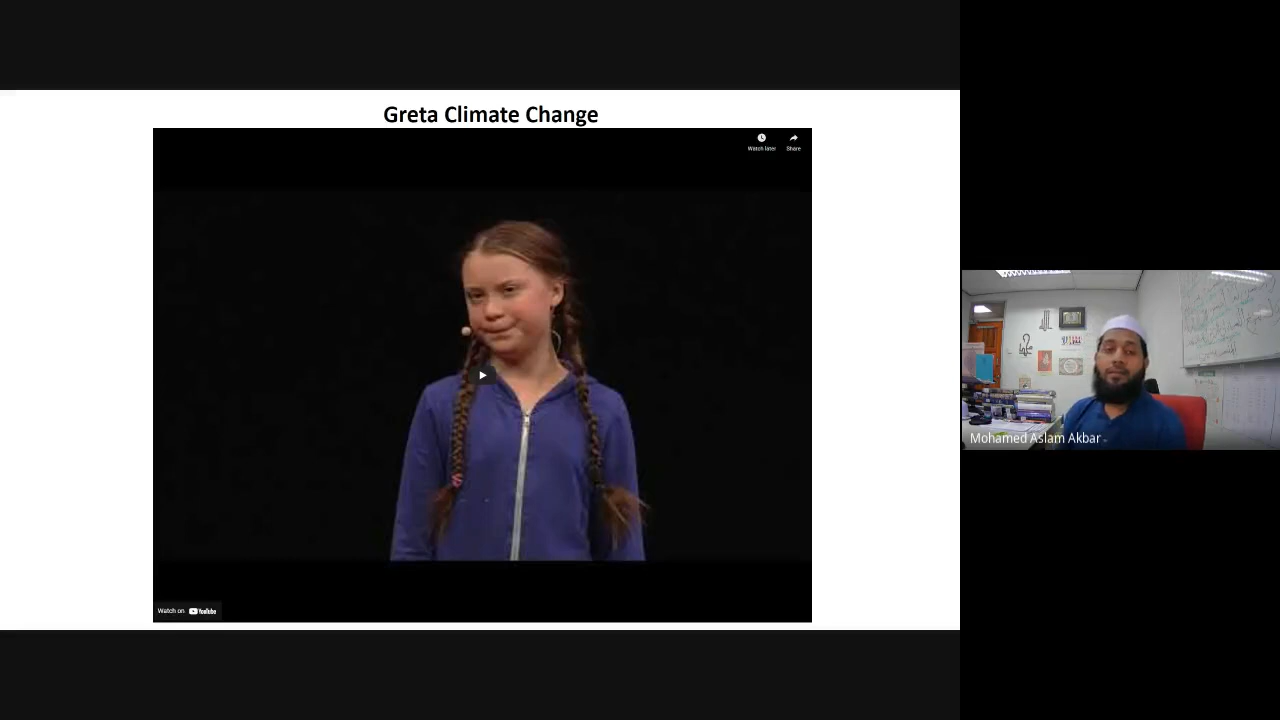 Greta Climate Change
Watch later
Share
Watch on YouTube
Mohamed Aslam Akbar